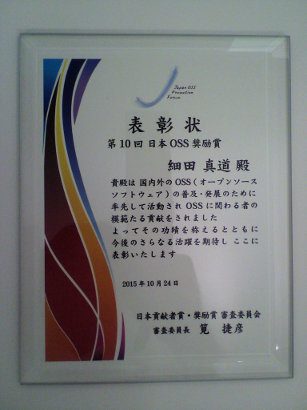 Japan OSS
Promotion
Forum
表彰状
第10回 日本OSS奨励賞
細田 真道 殿
貴殿は国内外のOSS(オープンソース
ソフトウェア)の普及・発展のために
率先して活動されOSSに関わる者の
模範たる貢献をされました
よってその功績を称えるとともに
今後のさらなる活躍を期待し ここに
表彰いたします
2015年10月24日
日本貢献者賞・奨励賞 審査委員会
審査委員長 筧 捷彦